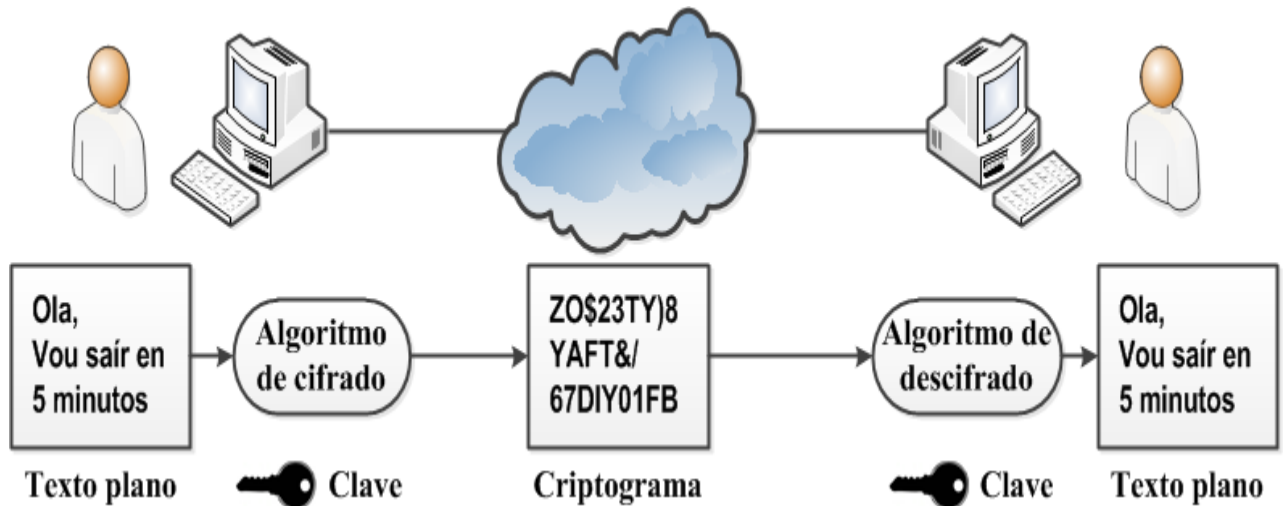 Ola,
Vou saír en
5 minutos
Algoritmo
de cifrado
ZO$23TY)8
YAFT&/
67DIY01FB
Algoritmo de
descifrado
Ola,
Vou saír en
5 minutos
Texto plano
Clave
Criptograma
Clave
Texto plano